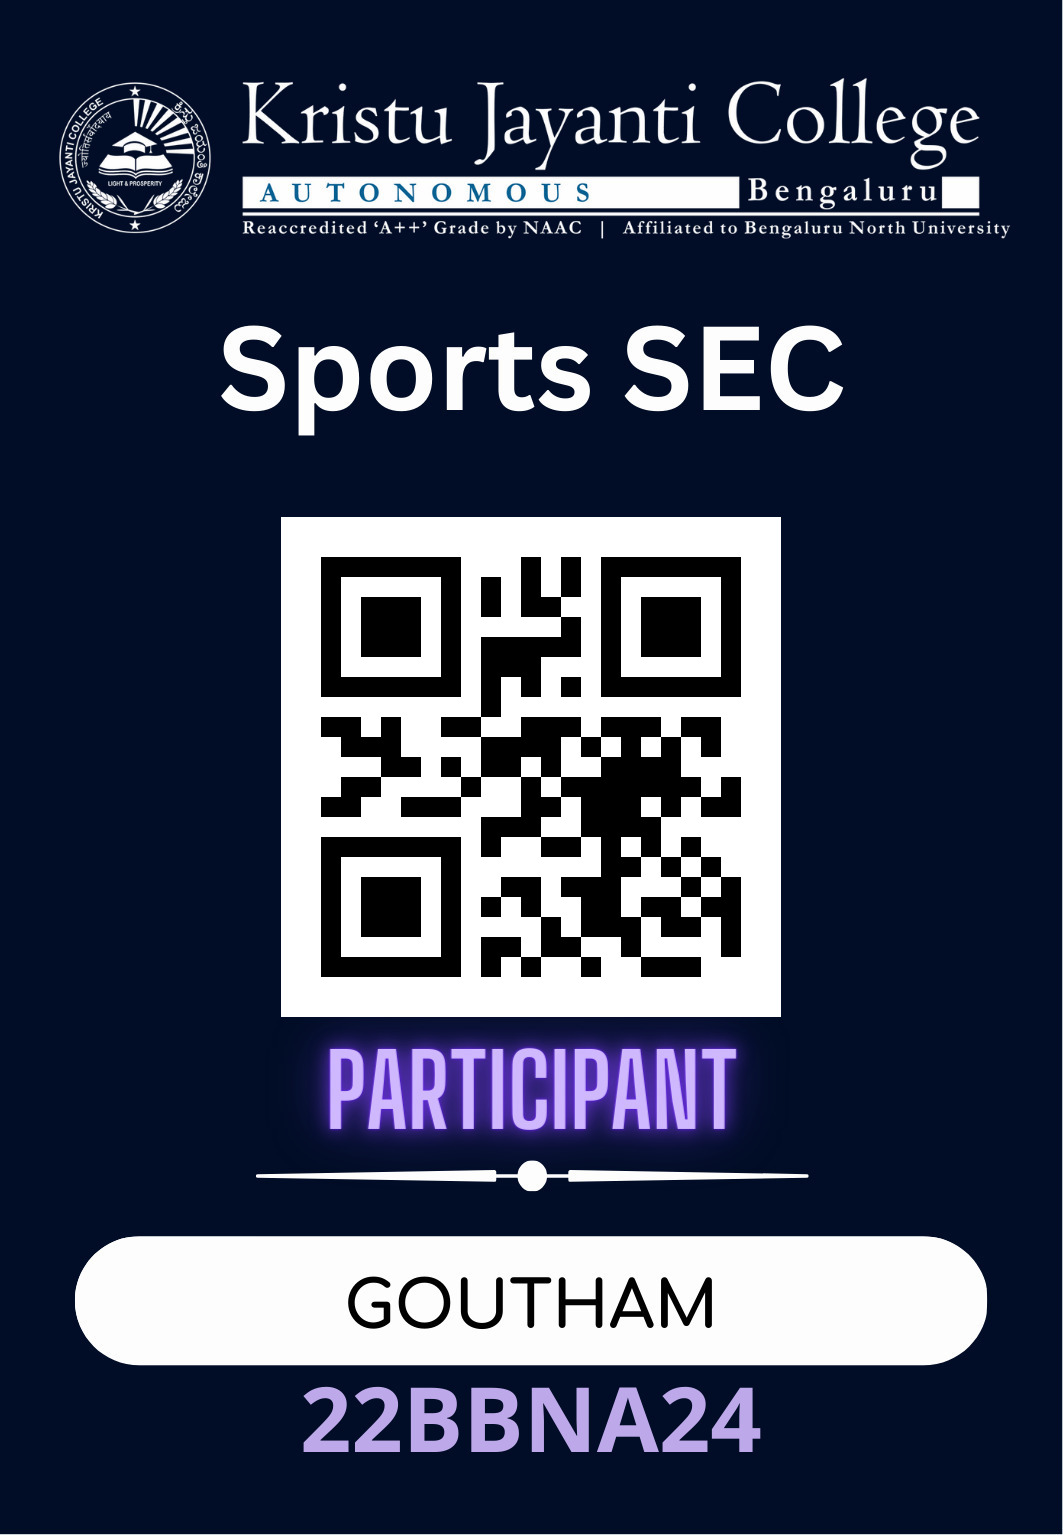 Kristu Jayanti College
AUTONOMOUS Bengaluru
Reaccredited ‘A++’ Grade by NAAC | Affiliated to Bengaluru North University
KRISTU JAYANTI COLLEGE
LIGHT & PROSPERITY
Sports SEC
PARTICIPANT
GOUTHAM
22BBNA24